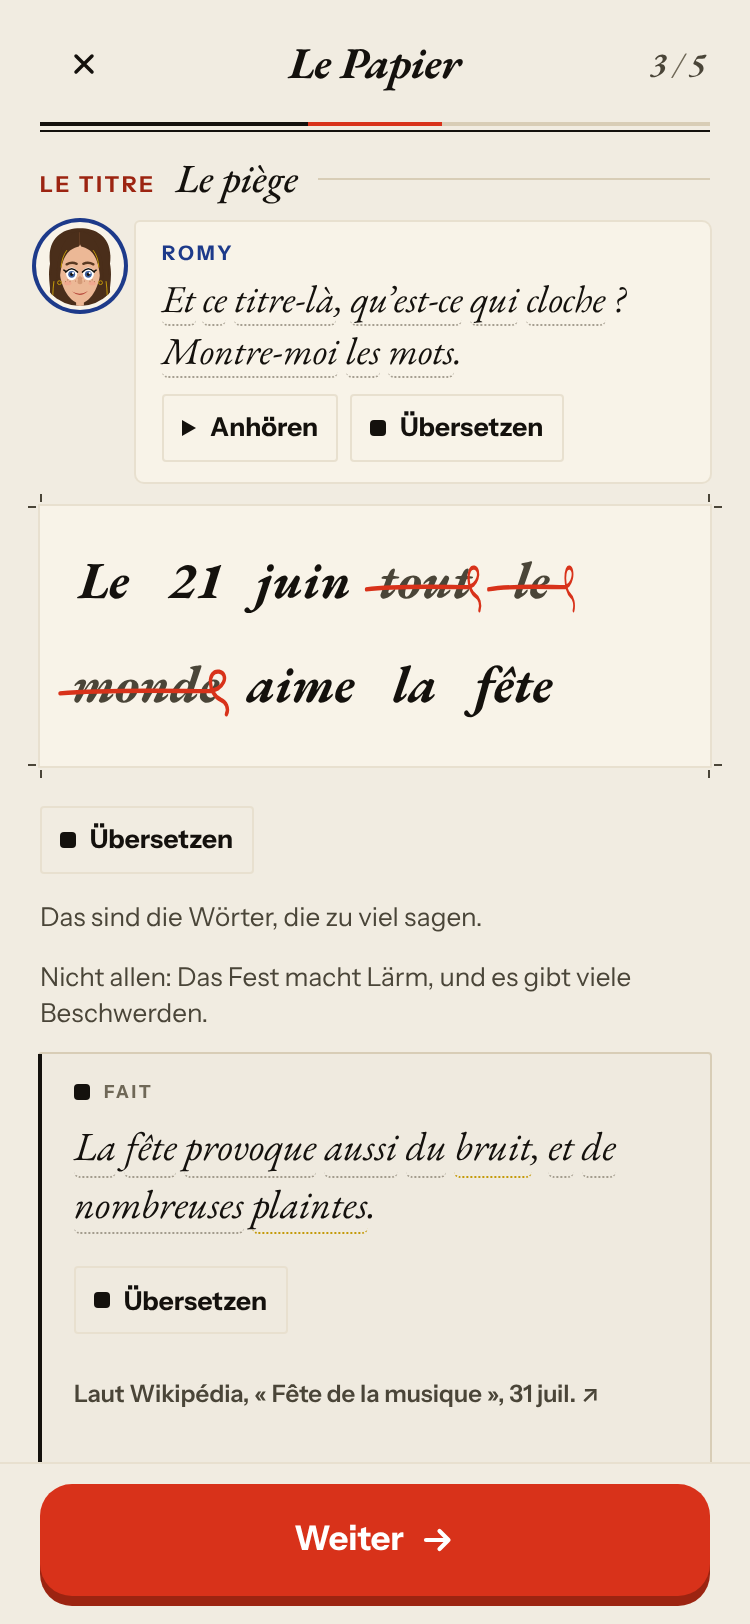 Le Papier
3 / 5
LE TITRE Le piège
ROMY
Et ce titre-là, qu’est-ce qui cloche ?
Montre-moi les mots.
Anhören Übersetzen
Le 21 juin tout le
monde aime la fête
Übersetzen
Das sind die Wörter, die zu viel sagen.
Nicht allen: Das Fest macht Lärm, und es gibt viele
Beschwerden.
FAIT
La fête provoque aussi du bruit, et de
nombreuses plaintes.
Übersetzen
Laut Wikipédia, « Fête de la musique », 31 juil. ↗
Weiter →